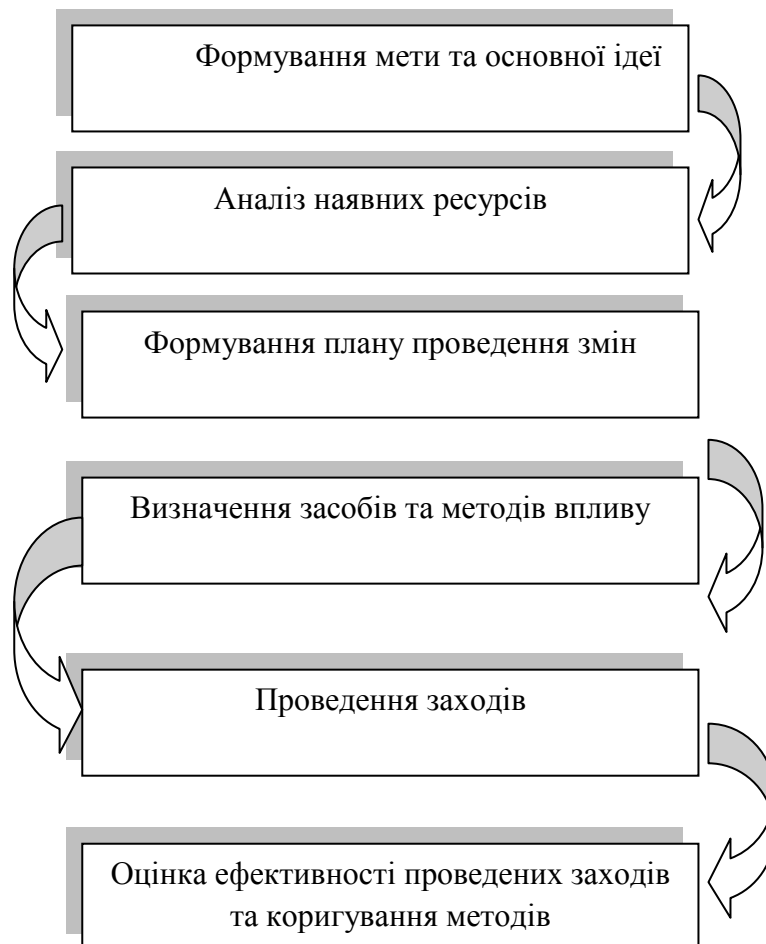 Формування мети та основної ідеї
Аналіз наявних ресурсів
Формування плану проведення змін
Визначення засобів та методів впливу
Проведення заходів
Оцінка ефективності проведених заходів
та коригування методів